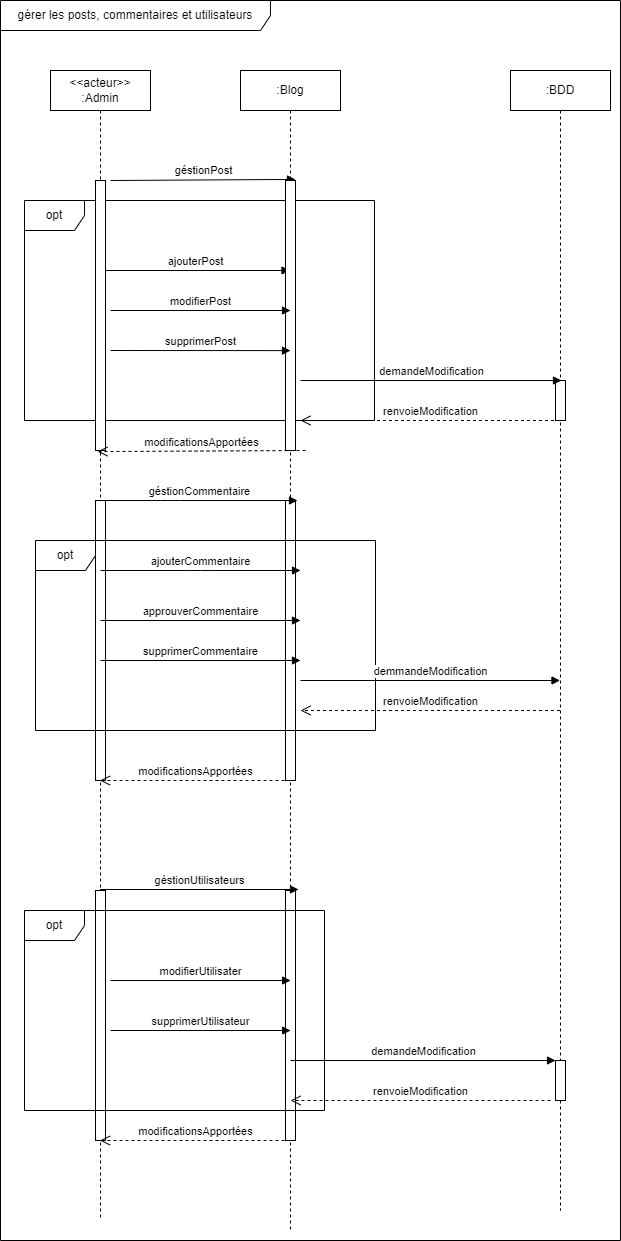 gérer les posts, commentaires et utilisateurs
<<acteur>>
:Admin
:Blog
:BDD
géstionPost
opt
ajouterPost
modifierPost
supprimerPost
demandeModification
renvoieModification
modificationsApportées
géstionCommentaire
opt
ajouterCommentaire
approuverCommentaire
supprimerCommentaire
demmandeModification
renvoieModification
modificationsApportées
géstionUtilisateurs
opt
modifierUtilisater
supprimerUtilisateur
demandeModification
renvoieModification
modificationsApportées